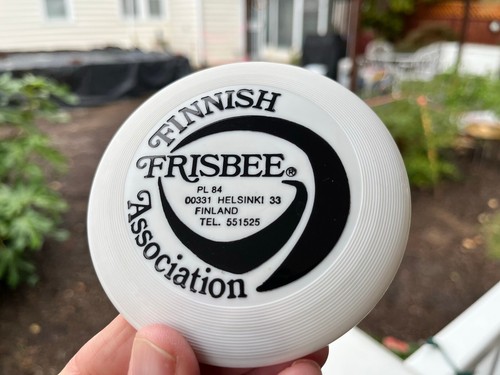 FINNISH
FRISBEE®
PL 84
00331 HELSINKI 33
FINLAND
TEL. 551525
Association